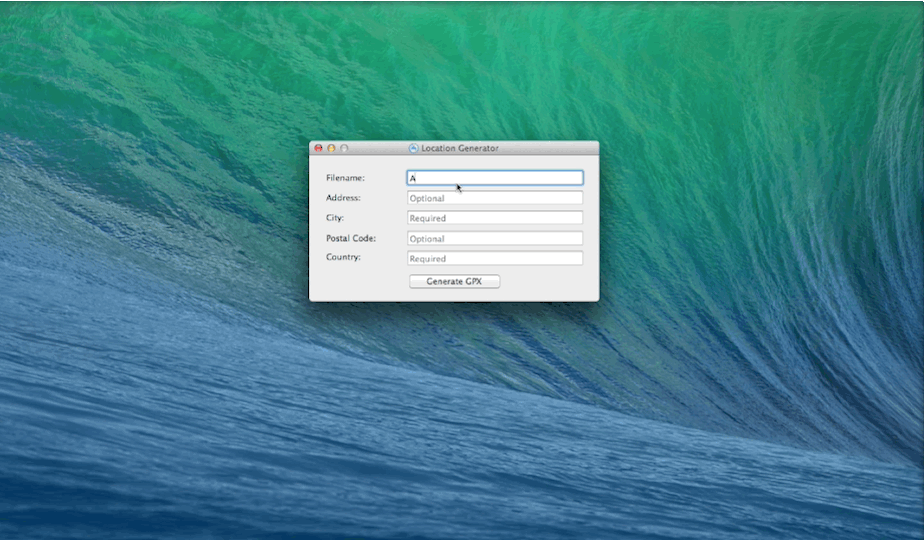 Location Generator
Filename: A
Address: Optional
City: Required
Postal Code: Optional
Country: Required
Generate GPX